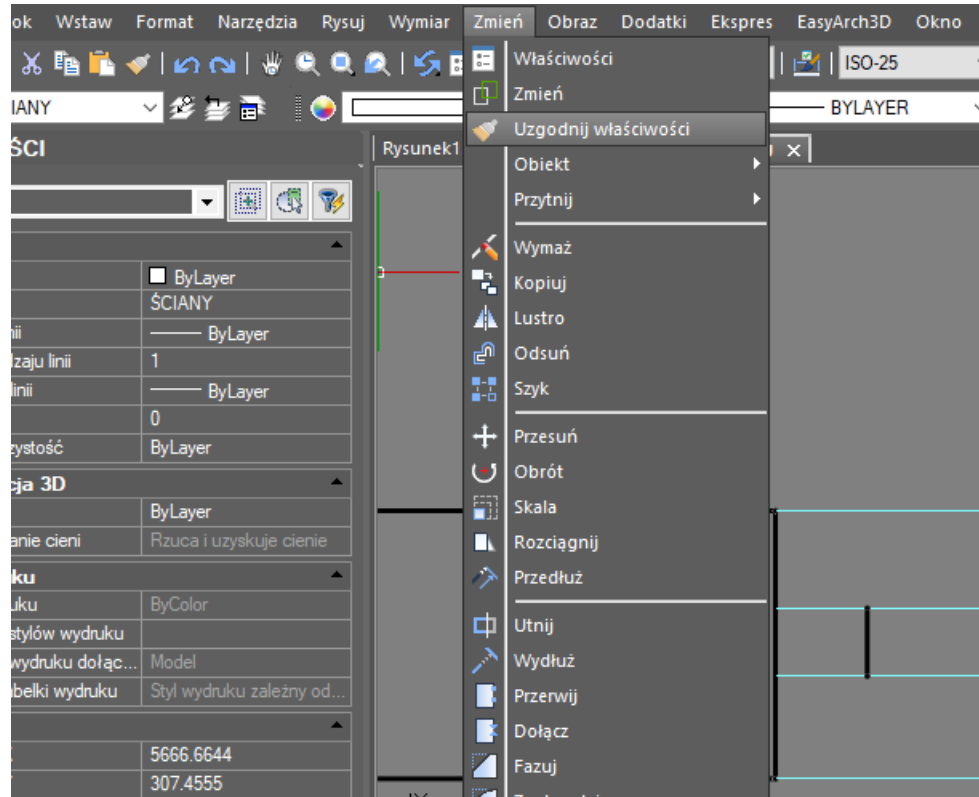 ok Wstaw Format Narzędzia Rysuj Wymiar Zmień Obraz Dodatki Ekspres EasyArch3D Okno
ISO-25
IANY
BYLAYER
ŚCI
Rysunek1
Właściwości
Zmień
Uzgodnij właściwości
Obiekt
Przytnij
Wymaż
Kopiuj
Lustro
Odsuń
Szyk
Przesuń
Obrót
Skala
Rozciągnij
Przedłuż
Utnij
Wydłuż
Przerwij
Dołącz
Fazuj
ByLayer
ŚCIANY
nii ByLayer
dzaju linii 1
linii ByLayer
0
zystość ByLayer
cja 3D
ByLayer
anie cieni Rzuca i uzyskuje cienie
ku
uku ByColor
stylów wydruku
wydruku dołąc... Model
belki wydruku Styl wydruku zależny od...
5666.6644
307.4555